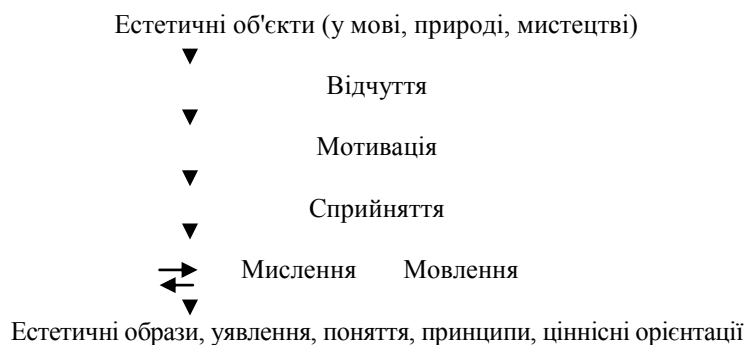 Естетичні об'єкти (у мові, природі, мистецтві)
Відчуття
Мотивація
Сприйняття
Мислення Мовлення
Естетичні образи, уявлення, поняття, принципи, ціннісні орієнтації